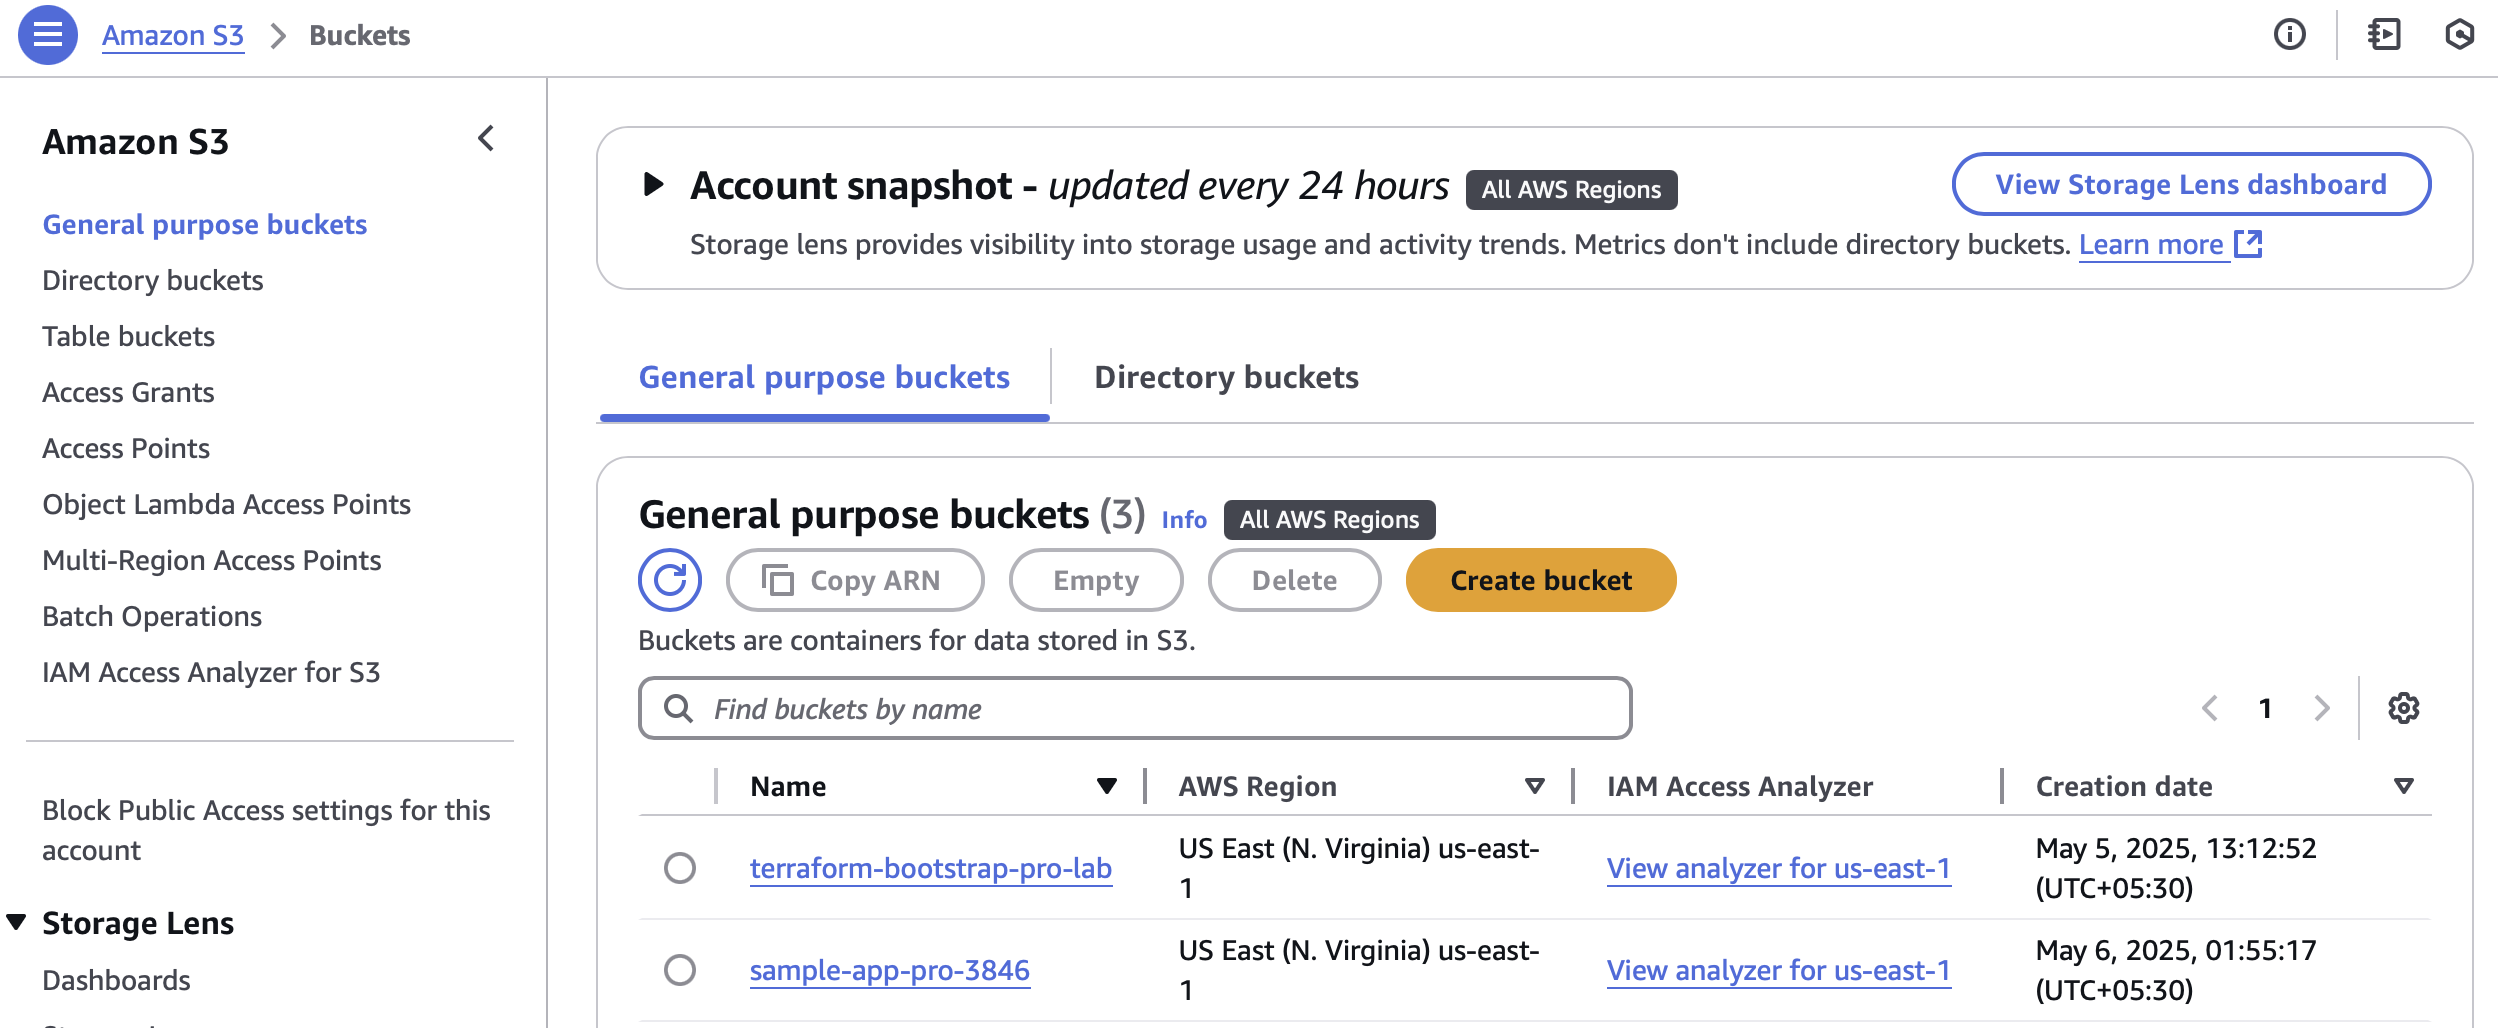 Amazon S3 > Buckets
Amazon S3
General purpose buckets
Directory buckets
Table buckets
Access Grants
Access Points
Object Lambda Access Points
Multi-Region Access Points
Batch Operations
IAM Access Analyzer for S3
Block Public Access settings for this
account
Storage Lens
Dashboards
Account snapshot - updated every 24 hours All AWS Regions
View Storage Lens dashboard
Storage lens provides visibility into storage usage and activity trends. Metrics don't include directory buckets. Learn more
General purpose buckets Directory buckets
General purpose buckets (3) Info All AWS Regions
Copy ARN Empty Delete Create bucket
Buckets are containers for data stored in S3.
Find buckets by name
1
Name AWS Region IAM Access Analyzer Creation date
terraform-bootstrap-pro-lab
US East (N. Virginia) us-east-
1
View analyzer for us-east-1
May 5, 2025, 13:12:52
(UTC+05:30)
sample-app-pro-3846
US East (N. Virginia) us-east-
1
View analyzer for us-east-1
May 6, 2025, 01:55:17
(UTC+05:30)